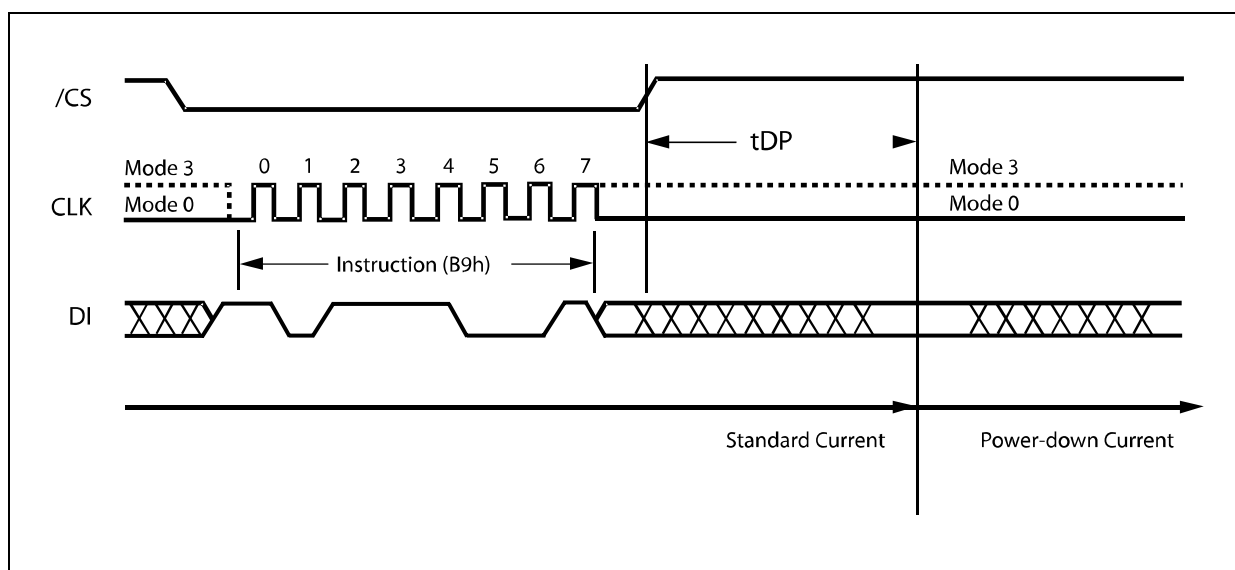 /CS
tDP
Mode 3 0 1 2 3 4 5 6 7 Mode 3
CLK Mode 0 Mode 0
Instruction (B9h)
DI
Standard Current Power-down Current